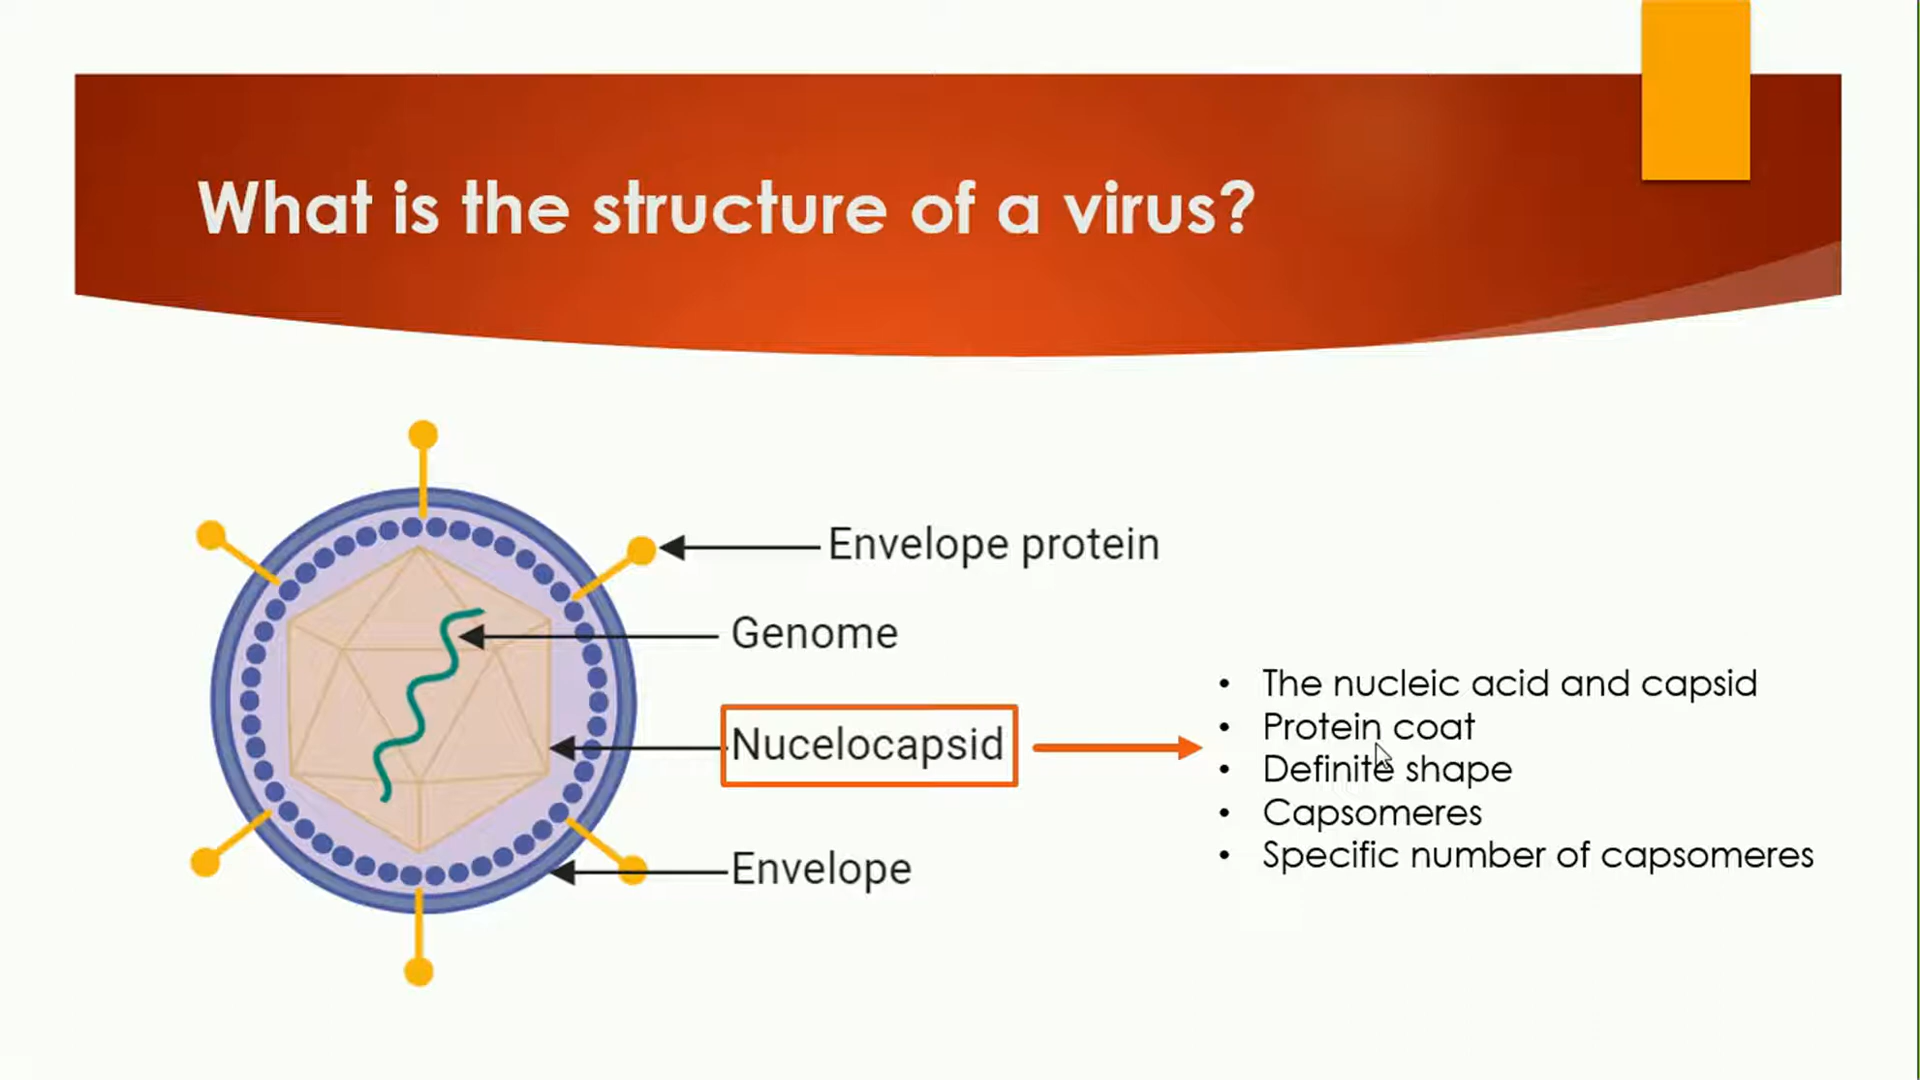 What is the structure of a virus?
Envelope protein
Genome
Nucelocapsid
Envelope
• The nucleic acid and capsid
• Protein coat
• Definite shape
• Capsomeres
• Specific number of capsomeres